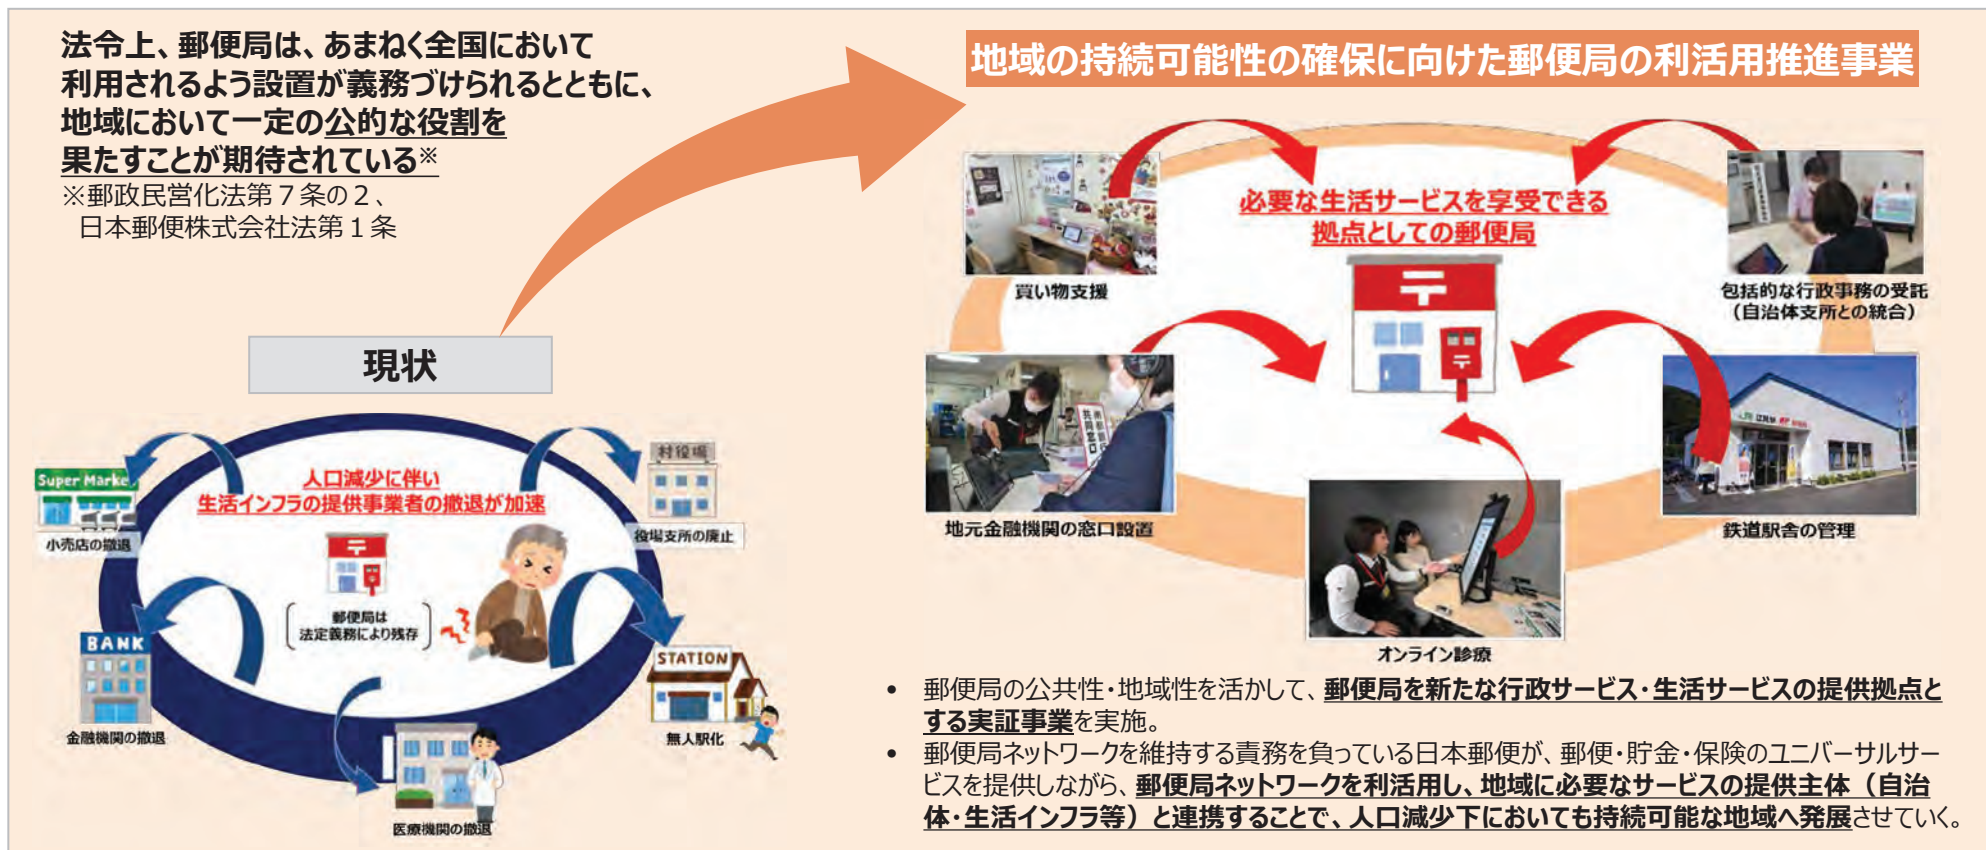 法令上、郵便局は、あまねく全国において
利用されるよう設置が義務づけられるとともに、
地域において一定の公的な役割を
果たすことが期待されている※
※郵政民営化法第７条の２、
日本郵便株式会社法第１条
現状
人口減少に伴い
生活インフラの提供事業者の撤退が加速
Super Market
小売店の撤退
村役場
役場支所の廃止
郵便局は
法定義務により残存
BANK
金融機関の撤退
STATION
無人駅化
医療機関の撤退
地域の持続可能性の確保に向けた郵便局の利活用推進事業
必要な生活サービスを享受できる
拠点としての郵便局
買い物支援
包括的な行政事務の受託
（自治体支所との統合）
共同窓口
地元金融機関の窓口設置
鉄道駅舎の管理
オンライン診療
• 郵便局の公共性・地域性を活かして、郵便局を新たな行政サービス・生活サービスの提供拠点と
する実証事業を実施。
• 郵便局ネットワークを維持する責務を負っている日本郵便が、郵便・貯金・保険のユニバーサルサー
ビスを提供しながら、郵便局ネットワークを利活用し、地域に必要なサービスの提供主体（自治
体・生活インフラ等）と連携することで、人口減少下においても持続可能な地域へ発展させていく。